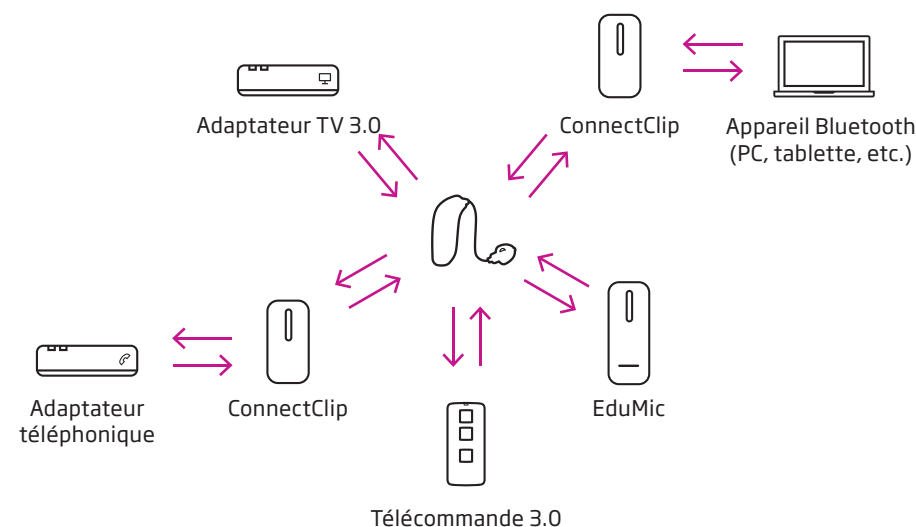 Adaptateur TV 3.0
ConnectClip
Appareil Bluetooth
(PC, tablette, etc.)
Adaptateur
téléphonique
ConnectClip
EduMic
Télécommande 3.0